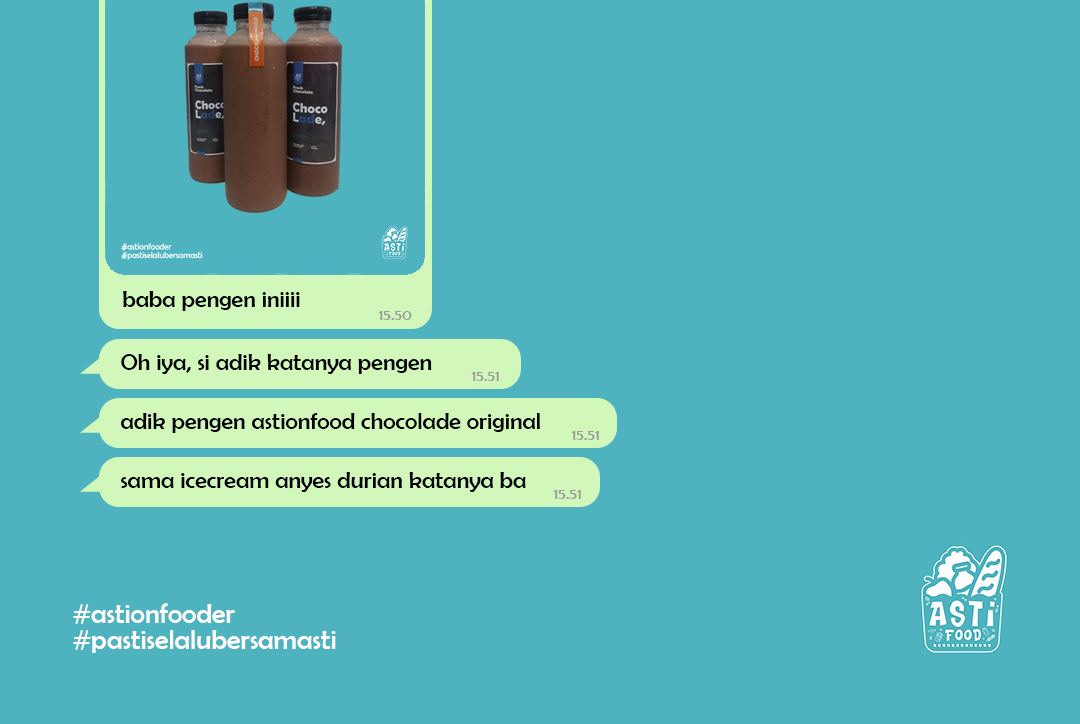 CHOCOLATE
Fresh
Chocolate
Choco
Lade,
Fresh
Chocolate
Choco
Lade,
#astionfooder
#pastiselalubersamasti
ASTI
FOOD
baba pengen iniiii
15.50
Oh iya, si adik katanya pengen
15.51
adik pengen astionfood chocolade original
15.51
sama icecream anyes durian katanya ba
15.51
#astionfooder
#pastiselalubersamasti
ASTI
FOOD